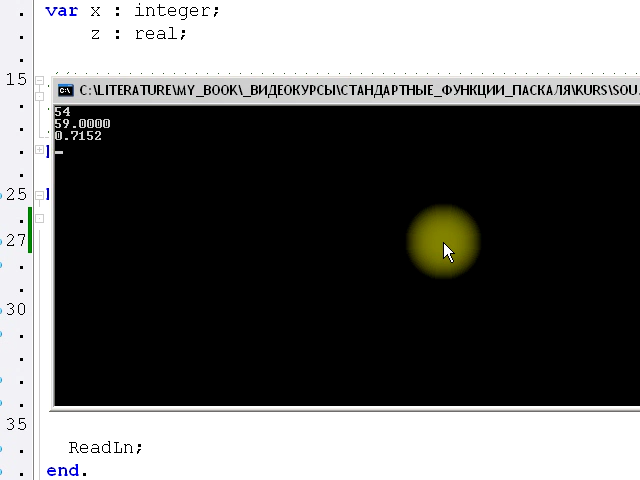 var x : integer;
z : real;
15
C:\LITERATURE\MY_BOOK\_ВИДЕОКУРСЫ\СТАНДАРТНЫЕ_ФУНКЦИИ_ПАСКАЛЯ\KURS\SOU
54
59.0000
0.7152
25
27
30
35
ReadLn;
end.